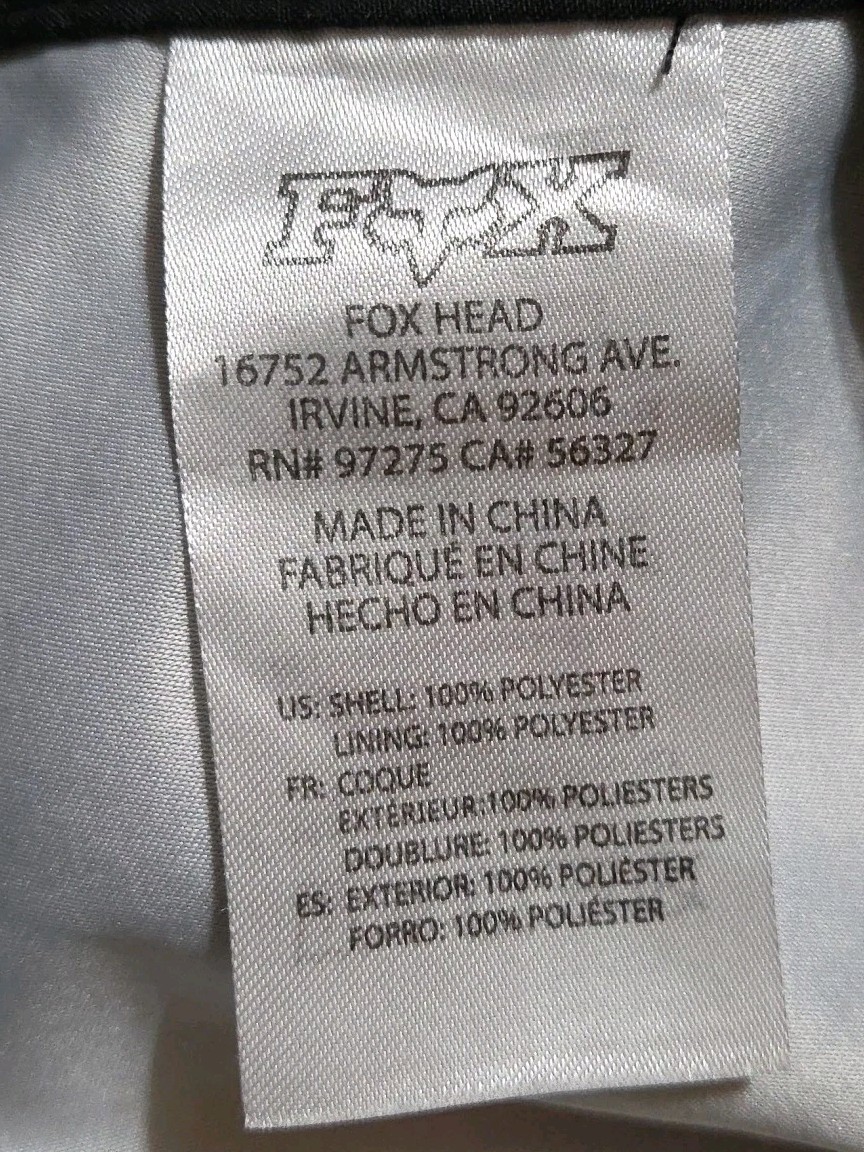 FOX
FOX HEAD
16752 ARMSTRONG AVE.
IRVINE, CA 92606
RN# 97275 CA# 56327
MADE IN CHINA
FABRIQUÉ EN CHINE
HECHO EN CHINA
US: SHELL: 100% POLYESTER
LINING: 100% POLYESTER
FR: COQUE
EXTÉRIEUR:100% POLIESTERS
DOUBLURE: 100% POLIESTERS
ES: EXTERIOR: 100% POLIÉSTER
FORRO: 100% POLIÉSTER